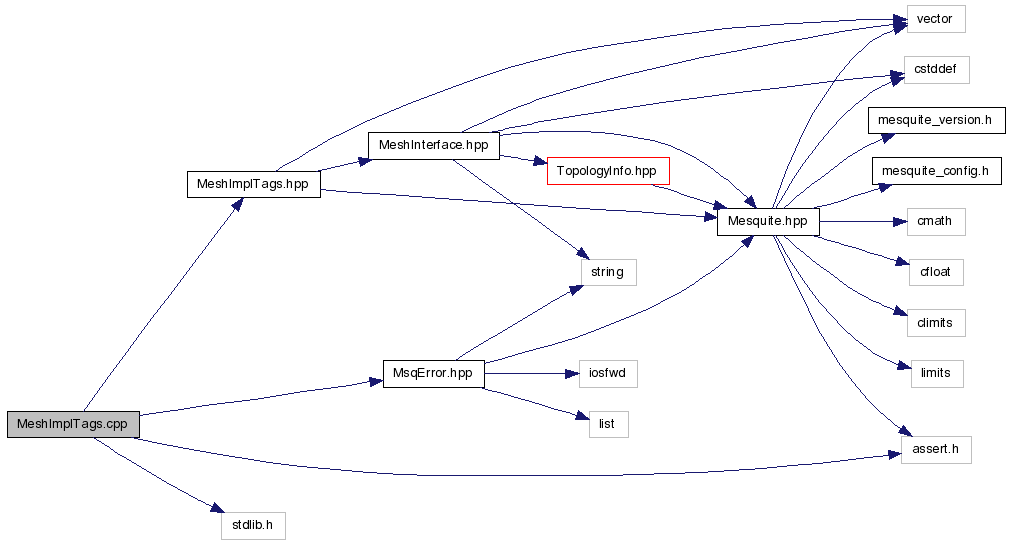 vector
cstddef
mesquite_version.h
MeshInterface.hpp
TopologyInfo.hpp
mesquite_config.h
MeshImplTags.hpp
Mesquite.hpp
cmath
string
cfloat
climits
MsqError.hpp
iosfwd
limits
MeshImplTags.cpp
list
assert.h
stdlib.h